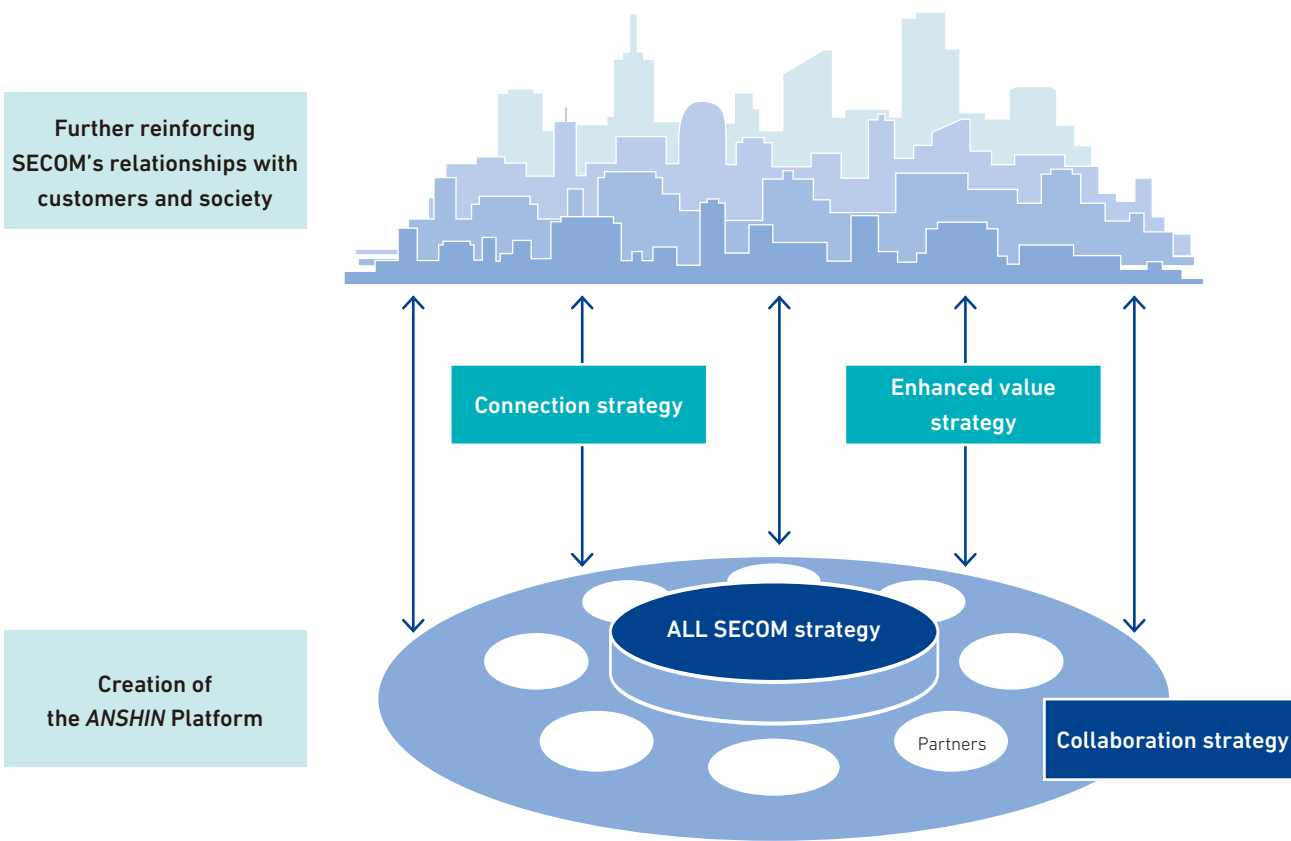 Further reinforcing
SECOM’s relationships with
customers and society
Connection strategy
Enhanced value
strategy
ALL SECOM strategy
Creation of
the ANSHIN Platform
Partners
Collaboration strategy